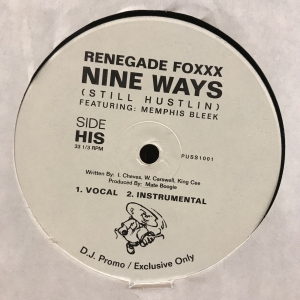 RENEGADE FOXXX
NINE WAYS
(STILL HUSTLIN)
FEATURING: MEMPHIS BLEEK
SIDE
HIS
33 1/3 RPM
PUSS1001
Written By: I. Chevas, W. Carswell, King Cee
Produced By: Mate Boogie
1. VOCAL 2. INSTRUMENTAL
D.J. Promo / Exclusive Only